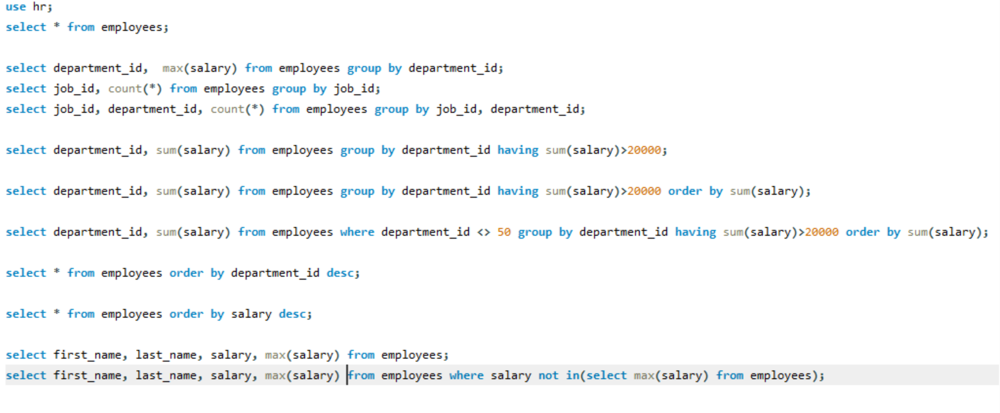 use hr;
select * from employees;
select department_id,  max(salary) from employees group by department_id;
select job_id, count(*) from employees group by job_id;
select job_id, department_id, count(*) from employees group by job_id, department_id;
select department_id, sum(salary) from employees group by department_id having sum(salary)>20000;
select department_id, sum(salary) from employees group by department_id having sum(salary)>20000 order by sum(salary);
select department_id, sum(salary) from employees where department_id <> 50 group by department_id having sum(salary)>20000 order by sum(salary);
select * from employees order by department_id desc;
select * from employees order by salary desc;
select first_name, last_name, salary, max(salary) from employees;
select first_name, last_name, salary, max(salary) from employees where salary not in(select max(salary) from employees);